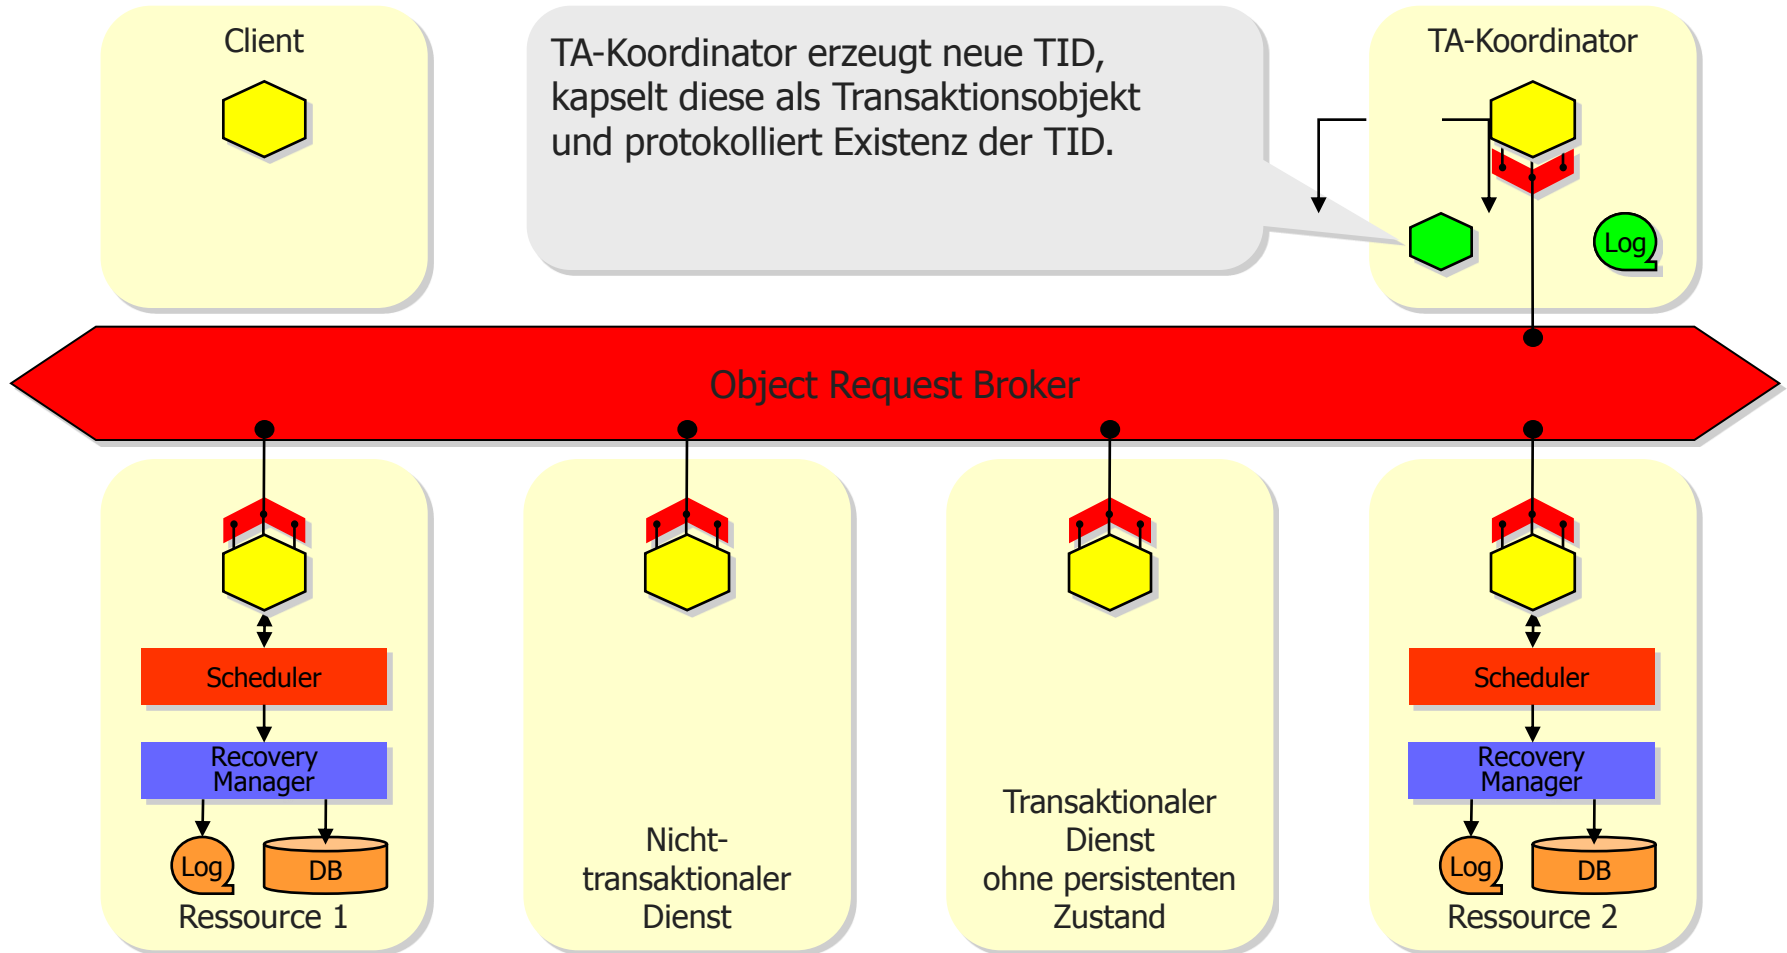 Client
TA-Koordinator erzeugt neue TID,
kapselt diese als Transaktionsobjekt
und protokolliert Existenz der TID.
TA-Koordinator
Log
Object Request Broker
Scheduler
Recovery
Manager
Log
DB
Ressource 1
Nicht-
transaktionaler
Dienst
Transaktionaler
Dienst
ohne persistenten
Zustand
Scheduler
Recovery
Manager
Log
DB
Ressource 2